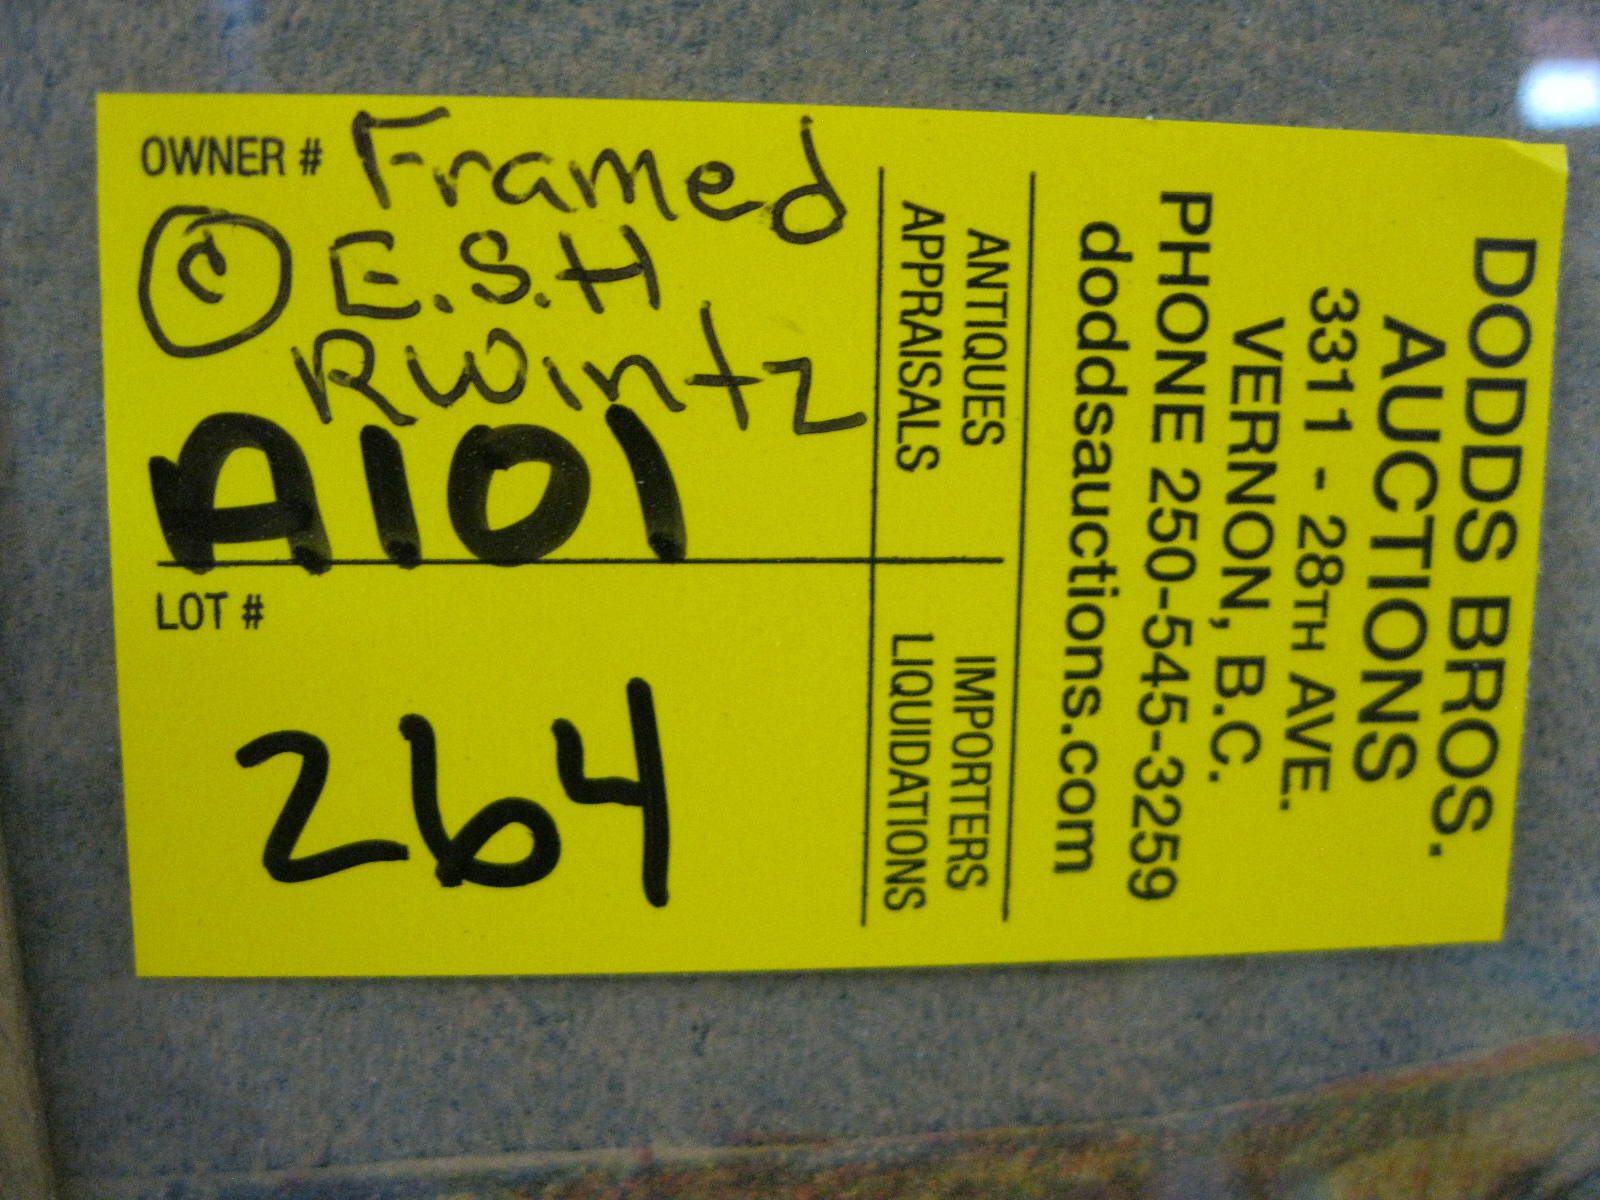 OWNER # Framed
C E.S.H
R Wintz
A101
LOT #
264
ANTIQUES
APPRAISALS
IMPORTERS
LIQUIDATIONS
DODDS BROS.
AUCTIONS
3311 - 28TH AVE.
VERNON, B.C.
PHONE 250-545-3259
doddsauctions.com